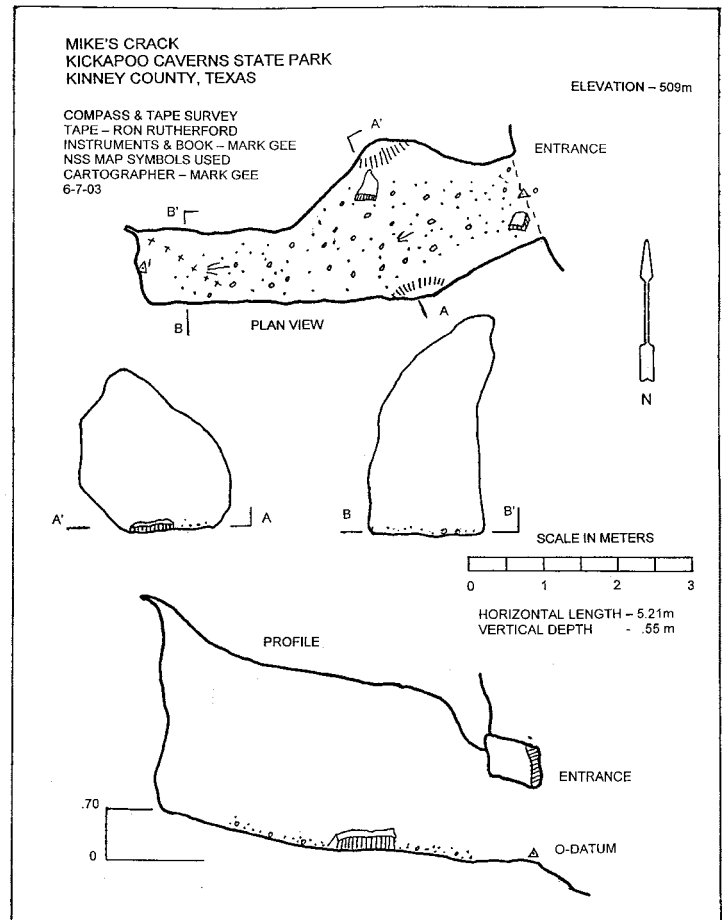 MIKE'S CRACK
KICKAPOO CAVERNS STATE PARK
KINNEY COUNTY, TEXAS
ELEVATION – 509m
COMPASS & TAPE SURVEY
TAPE – RON RUTHERFORD
INSTRUMENTS & BOOK – MARK GEE
NSS MAP SYMBOLS USED
CARTOGRAPHER – MARK GEE
6-7-03
A'
ENTRANCE
B'
B
PLAN VIEW
A
N
A'
A
B
B'
SCALE IN METERS
0 1 2 3
HORIZONTAL LENGTH – 5.21m
VERTICAL DEPTH - .55 m
PROFILE
ENTRANCE
.70
0
O-DATUM